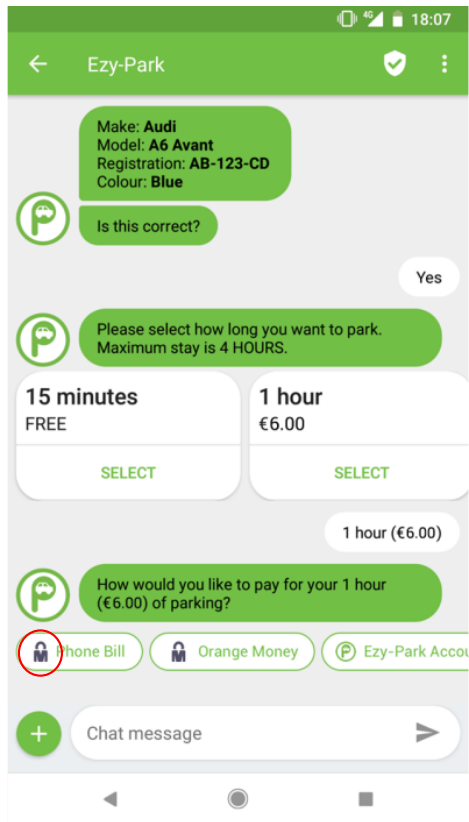 4G 18:07
Ezy-Park
Make: Audi
Model: A6 Avant
Registration: AB-123-CD
Colour: Blue
Is this correct?
Yes
Please select how long you want to park.
Maximum stay is 4 HOURS.
15 minutes
FREE
SELECT
1 hour
€6.00
SELECT
1 hour (€6.00)
How would you like to pay for your 1 hour
(€6.00) of parking?
Phone Bill
Orange Money
Ezy-Park Accou
Chat message